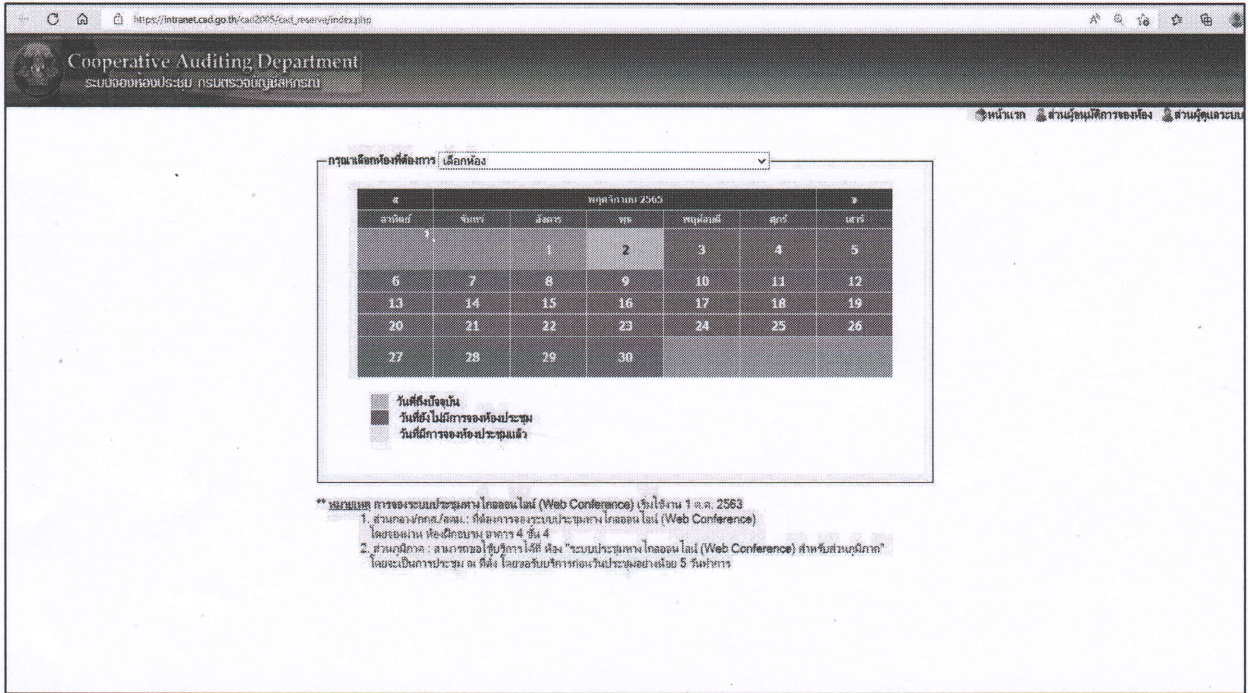 https://intranet.cad.go.th/cad2005/cad_reserve/index.php
Cooperative Auditing Department
ระบบจองห้องประชุม กรมตรวจบัญชีสหกรณ์
หน้าแรก ส่วนผู้อนุมัติการจองห้อง ส่วนผู้ดูแลระบบ
กรุณาเลือกห้องที่ต้องการ เลือกห้อง
« พฤศจิกายน 2565 »
อาทิตย์ จันทร์ อังคาร พุธ พฤหัสบดี ศุกร์ เสาร์
1 2 3 4 5
6 7 8 9 10 11 12
13 14 15 16 17 18 19
20 21 22 23 24 25 26
27 28 29 30
วันที่ถึงปัจจุบัน
วันที่ยังไม่มีการจองห้องประชุม
วันที่มีการจองห้องประชุมแล้ว
** หมายเหตุ การจองระบบประชุมทางไกลออนไลน์ (Web Conference) เริ่มใช้งาน 1 ต.ค. 2563
1. ส่วนกลาง/กกส./สตม.: ที่ต้องการจองระบบประชุมทางไกลออนไลน์ (Web Conference)
โดยจองผ่าน ห้องฝึกอบรม อาคาร 4 ชั้น 4
2. ส่วนภูมิภาค : สามารถขอใช้บริการได้ที่ ห้อง "ระบบประชุมทางไกลออนไลน์ (Web Conference) สำหรับส่วนภูมิภาค"
โดยจะเป็นการประชุม ณ ที่ตั้ง โดยขอรับบริการก่อนวันประชุมอย่างน้อย 5 วันทำการ